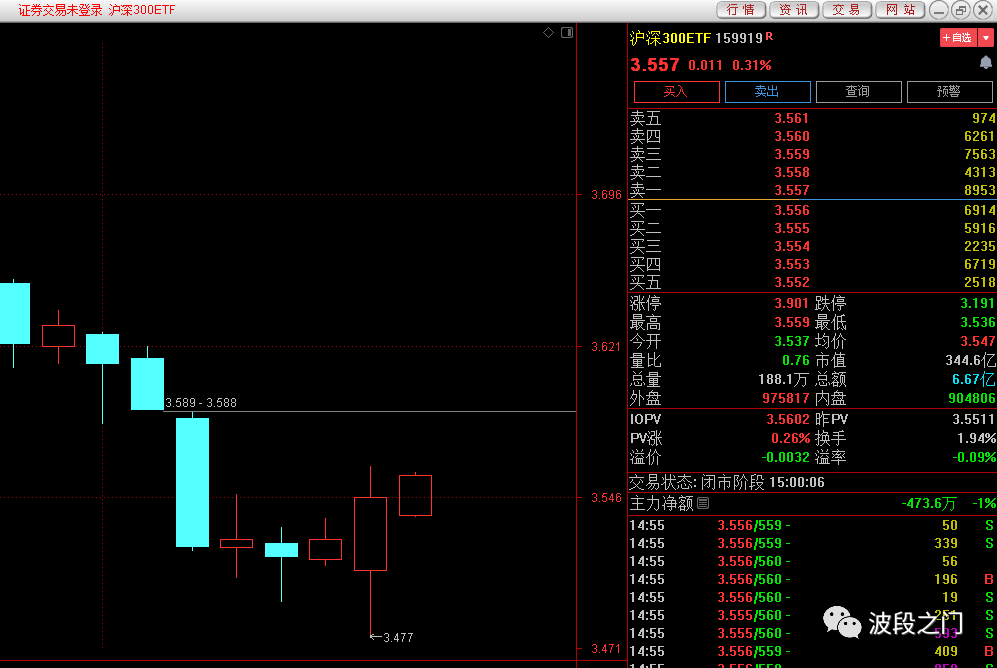 证券交易未登录 沪深300ETF 行情 资讯 交易 网站
沪深300ETF 159919 R +自选
3.557 0.011 0.31%
买入 卖出 查询 预警
卖五 3.561 974
卖四 3.560 6261
卖三 3.559 7563
卖二 3.558 4313
卖一 3.557 8953
买一 3.556 6914
买二 3.555 5916
买三 3.554 2235
买四 3.553 6719
买五 3.552 2518
涨停 3.901 跌停 3.191
最高 3.559 最低 3.536
今开 3.537 均价 3.547
量比 0.76 市值 344.6亿
总量 188.1万 总额 6.67亿
外盘 975817 内盘 904806
IOPV 3.5602 昨PV 3.5511
PV涨 0.26% 换手 1.94%
溢价 -0.0032 溢率 -0.09%
交易状态: 闭市阶段 15:00:06
主力净额 -473.6万 -1%
14:55 3.556/559 - 50 S
14:55 3.556/559 - 339 S
14:55 3.556/560 - 56
14:55 3.556/560 - 196 B
14:55 3.556/560 - 19 S
14:55 3.556/560 - 251 S
14:55 3.555/560 - 593 S
14:55 3.556/559 - 409 B
3.696
3.621
3.589 - 3.588
3.546
3.477
3.471
波段之门